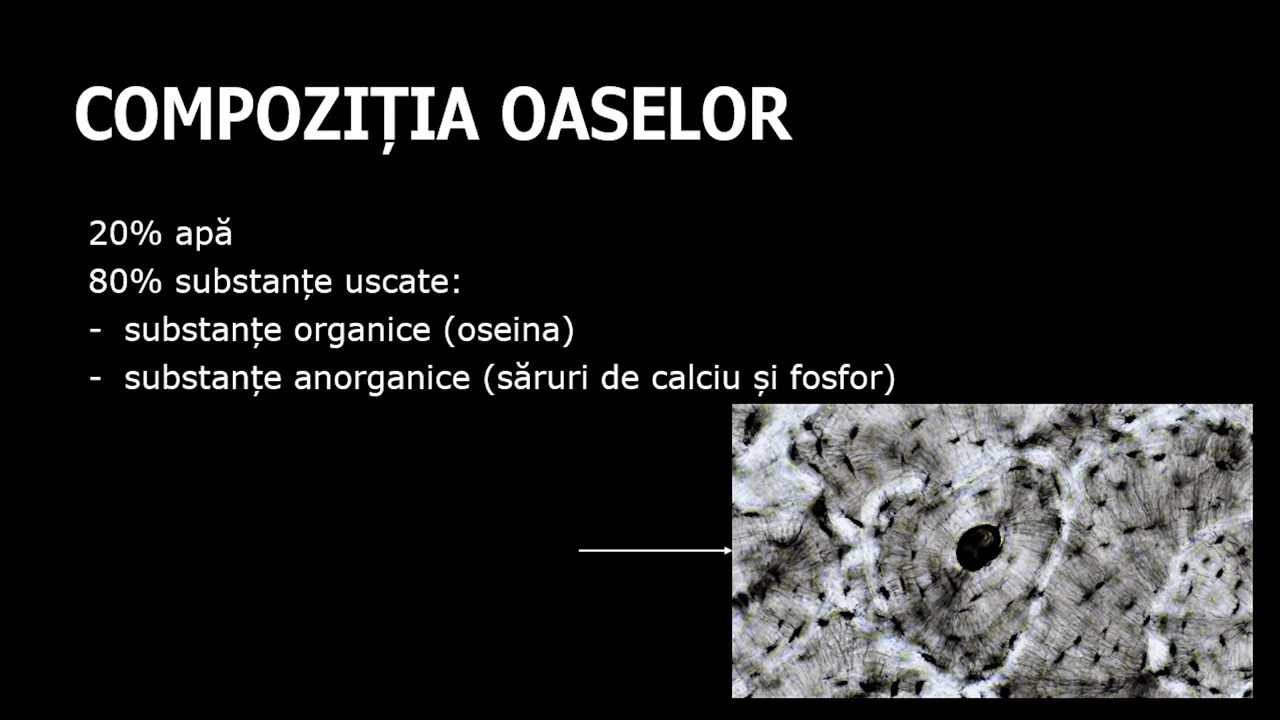 COMPOZIȚIA OASELOR
20% apă
80% substanțe uscate:
- substanțe organice (oseina)
- substanțe anorganice (săruri de calciu și fosfor)